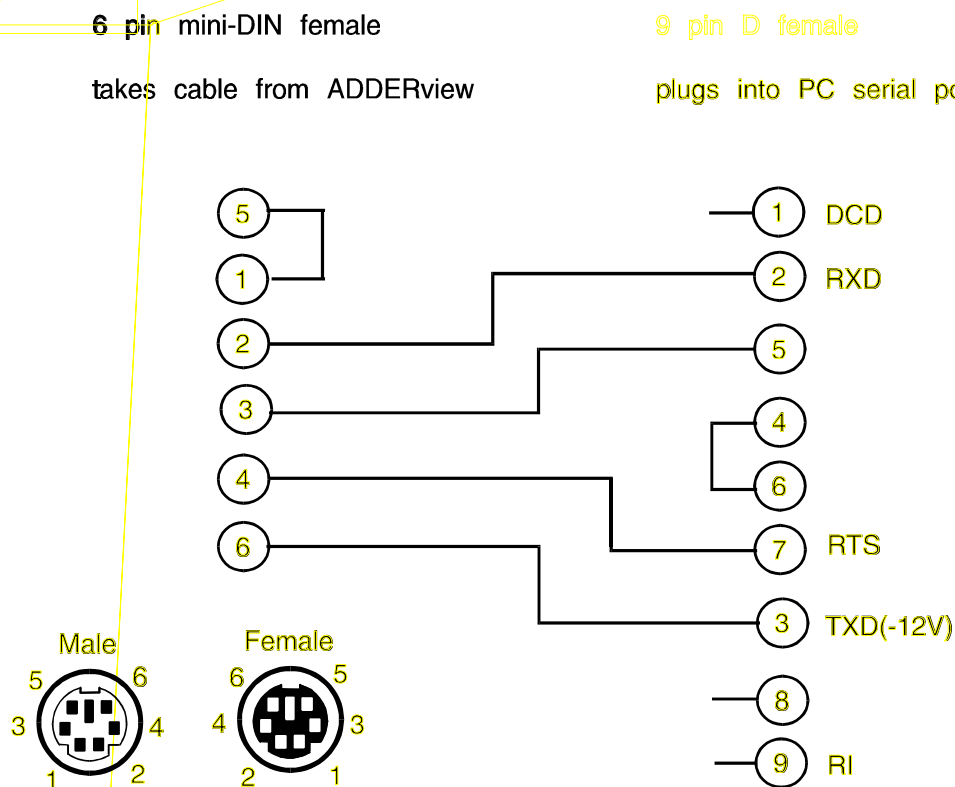 6 pin mini-DIN female
9 pin D female
takes cable from ADDERview
plugs into PC serial
5
1 DCD
1
2 RXD
2
5
3
4
4
6
6
7 RTS
3 TXD(-12V)
Male
Female
5 6
6 5
8
3 4
4 3
9 RI
1 2
2 1